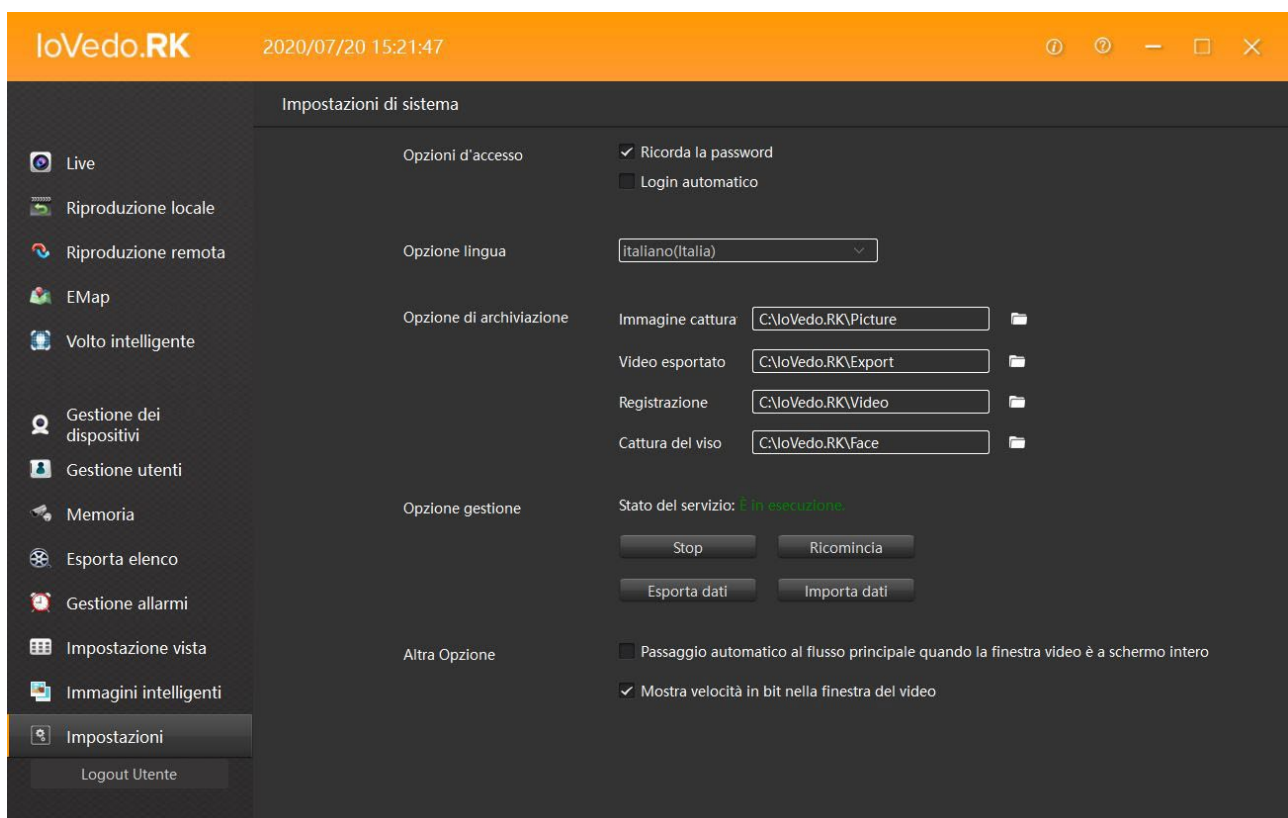 IoVedo.RK
2020/07/20 15:21:47
Impostazioni di sistema
Live
Riproduzione locale
Riproduzione remota
EMap
Volto intelligente
Gestione dei
dispositivi
Gestione utenti
Memoria
Esporta elenco
Gestione allarmi
Impostazione vista
Immagini intelligenti
Impostazioni
Logout Utente
Opzioni d'accesso
Ricorda la password
Login automatico
Opzione lingua
italiano(Italia)
Opzione di archiviazione
Immagine cattura C:\IoVedo.RK\Picture
Video esportato C:\IoVedo.RK\Export
Registrazione C:\IoVedo.RK\Video
Cattura del viso C:\IoVedo.RK\Face
Opzione gestione
Stato del servizio: È in esecuzione.
Stop Ricomincia
Esporta dati Importa dati
Altra Opzione
Passaggio automatico al flusso principale quando la finestra video è a schermo intero
Mostra velocità in bit nella finestra del video